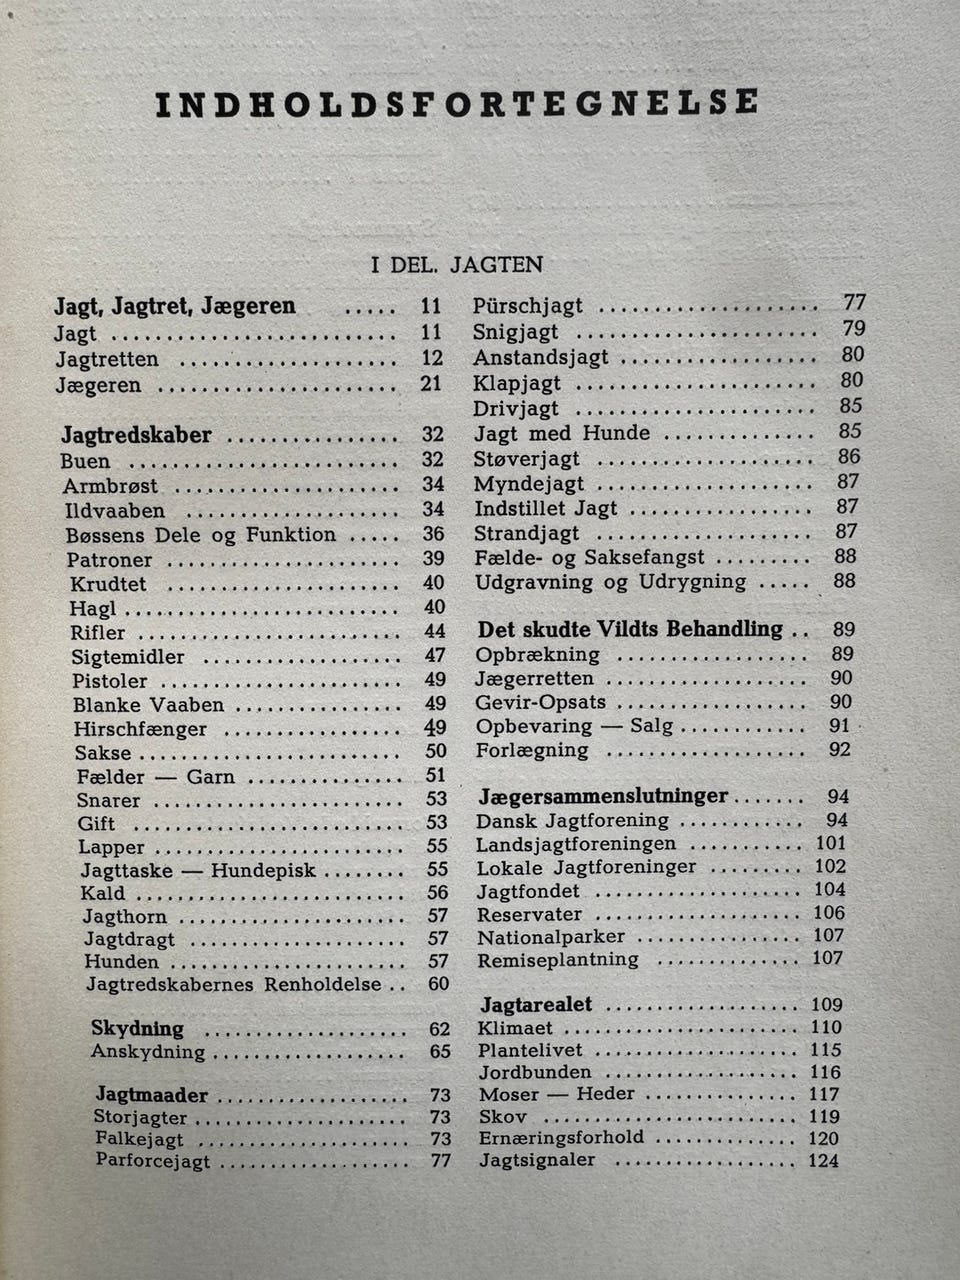 INDHOLDSFORTEGNELSE
I DEL. JAGTEN
Jagt, Jagtret, Jægeren ..... 11
Jagt .......................... 11
Jagtretten .................... 12
Jægeren ...................... 21
Jagtredskaber ................ 32
Buen ......................... 32
Armbrøst ..................... 34
Ildvaaben .................... 34
Bøssens Dele og Funktion ..... 36
Patroner ...................... 39
Krudtet ...................... 40
Hagl ......................... 40
Rifler ........................ 44
Sigtemidler ................... 47
Pistoler ....................... 49
Blanke Vaaben ................ 49
Hirschfænger ................. 49
Sakse ......................... 50
Fælder — Garn ............... 51
Snarer ........................ 53
Gift .......................... 53
Lapper ........................ 55
Jagttaske — Hundepisk ........ 55
Kald .......................... 56
Jagthorn ...................... 57
Jagtdragt ..................... 57
Hunden ....................... 57
Jagtredskabernes Renholdelse .. 60
Skydning .................... 62
Anskydning ................... 65
Jagtmaader ................... 73
Storjagter ..................... 73
Falkejagt ..................... 73
Parforcejagt ................... 77
Pürschjagt .................... 77
Snigjagt ....................... 79
Anstandsjagt .................. 80
Klapjagt ...................... 80
Drivjagt ....................... 85
Jagt med Hunde .............. 85
Støverjagt ..................... 86
Myndejagt ..................... 87
Indstillet Jagt ................. 87
Strandjagt ..................... 87
Fælde- og Saksefangst ......... 88
Udgravning og Udrygning ..... 88
Det skudte Vildts Behandling .. 89
Opbrækning .................. 89
Jægerretten ................... 90
Gevir-Opsats .................. 90
Opbevaring — Salg ............ 91
Forlægning ................... 92
Jægersammenslutninger ....... 94
Dansk Jagtforening ............ 94
Landsjagtforeningen ........... 101
Lokale Jagtforeninger ......... 102
Jagtfondet .................... 104
Reservater .................... 106
Nationalparker ................ 107
Remiseplantning .............. 107
Jagtarealet ................... 109
Klimaet ....................... 110
Plantelivet .................... 115
Jordbunden ................... 116
Moser — Heder ............... 117
Skov ......................... 119
Ernæringsforhold ............. 120
Jagtsignaler .................. 124